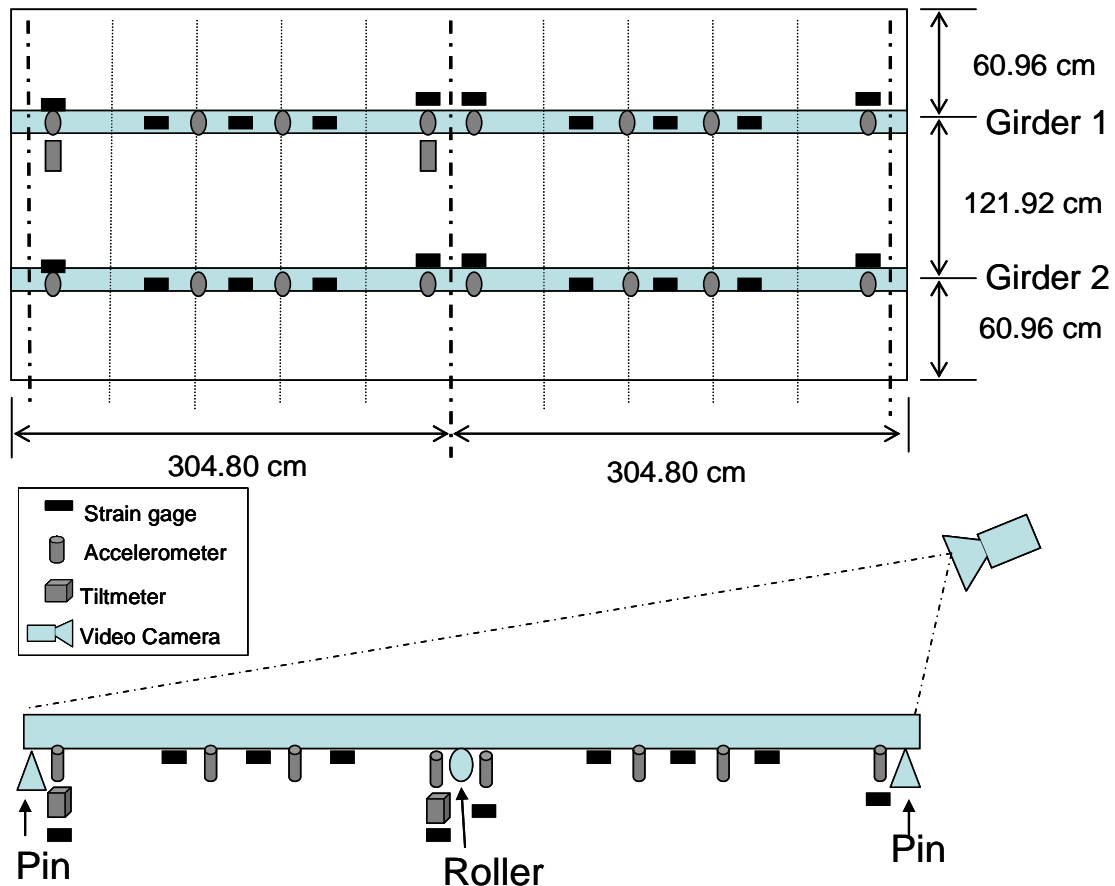 60.96 cm
Girder 1
121.92 cm
Girder 2
60.96 cm
304.80 cm
304.80 cm
Strain gage
Accelerometer
Tiltmeter
Video Camera
Pin
Roller
Pin